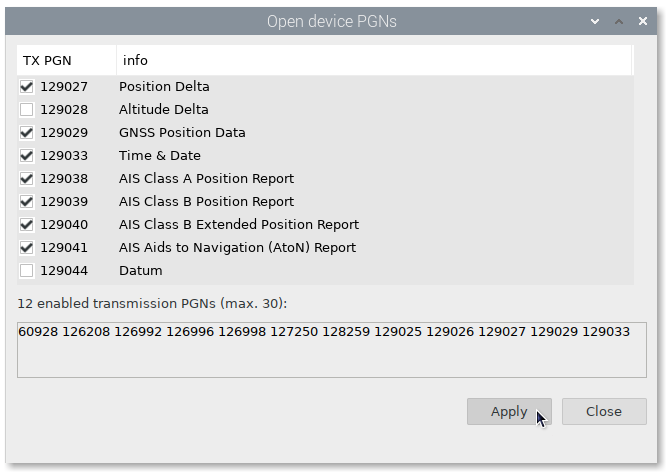 Open device PGNs
TX PGN info
129027 Position Delta
129028 Altitude Delta
129029 GNSS Position Data
129033 Time & Date
129038 AIS Class A Position Report
129039 AIS Class B Position Report
129040 AIS Class B Extended Position Report
129041 AIS Aids to Navigation (AtoN) Report
129044 Datum
12 enabled transmission PGNs (max. 30):
60928 126208 126992 126996 126998 127250 128259 129025 129026 129027 129029 129033
Apply Close